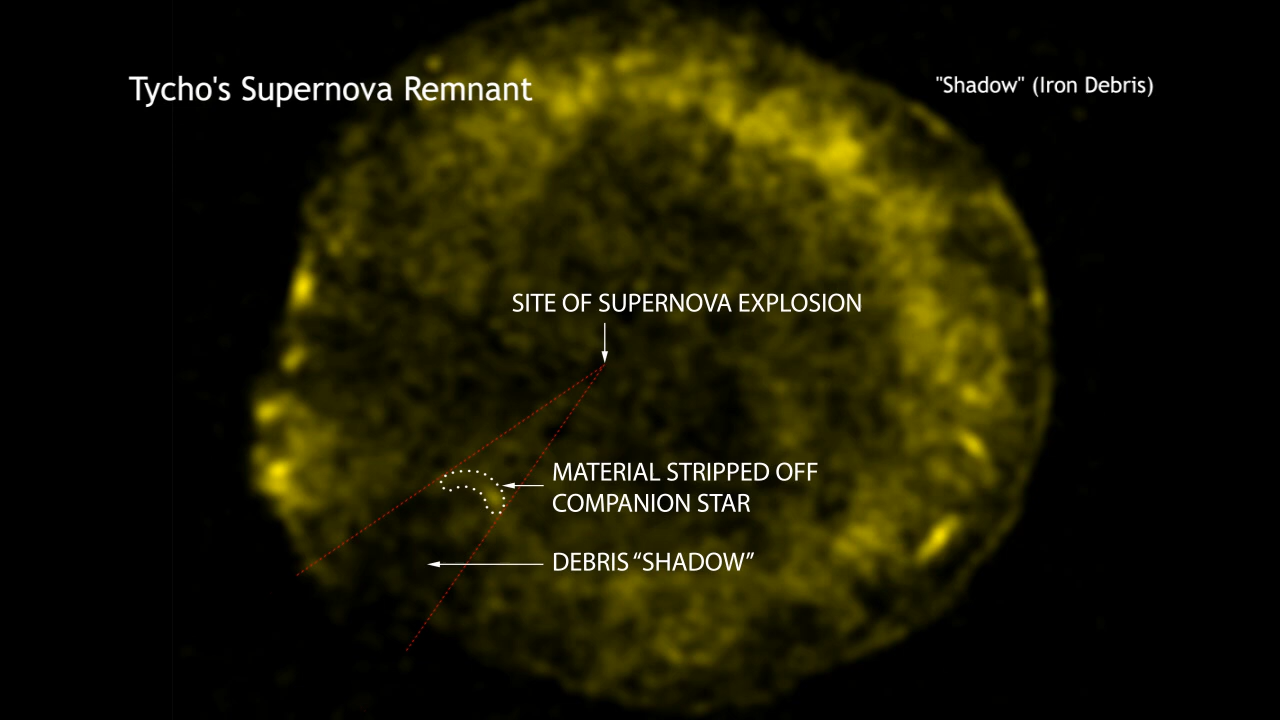 Tycho's Supernova Remnant
"Shadow" (Iron Debris)
SITE OF SUPERNOVA EXPLOSION
MATERIAL STRIPPED OFF
COMPANION STAR
DEBRIS “SHADOW”